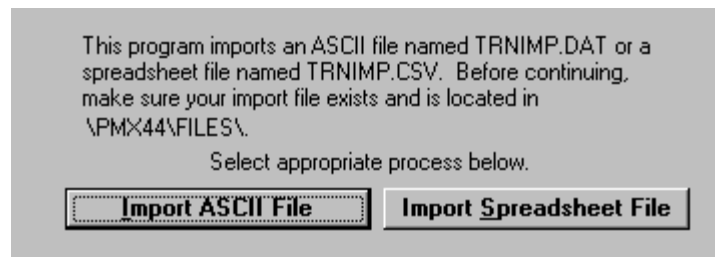 This program imports an ASCII file named TRNIMP.DAT or a
spreadsheet file named TRNIMP.CSV. Before continuing,
make sure your import file exists and is located in
\PMX44\FILES\.
Select appropriate process below.
Import ASCII File
Import Spreadsheet File